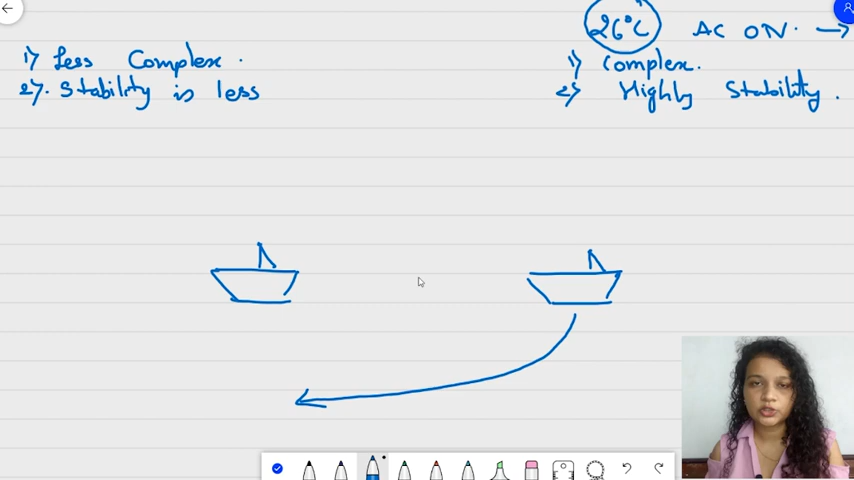 26°C AC ON. →
1) Less Complex.
2). Stability is less
1) Complex.
2) Highly Stability.